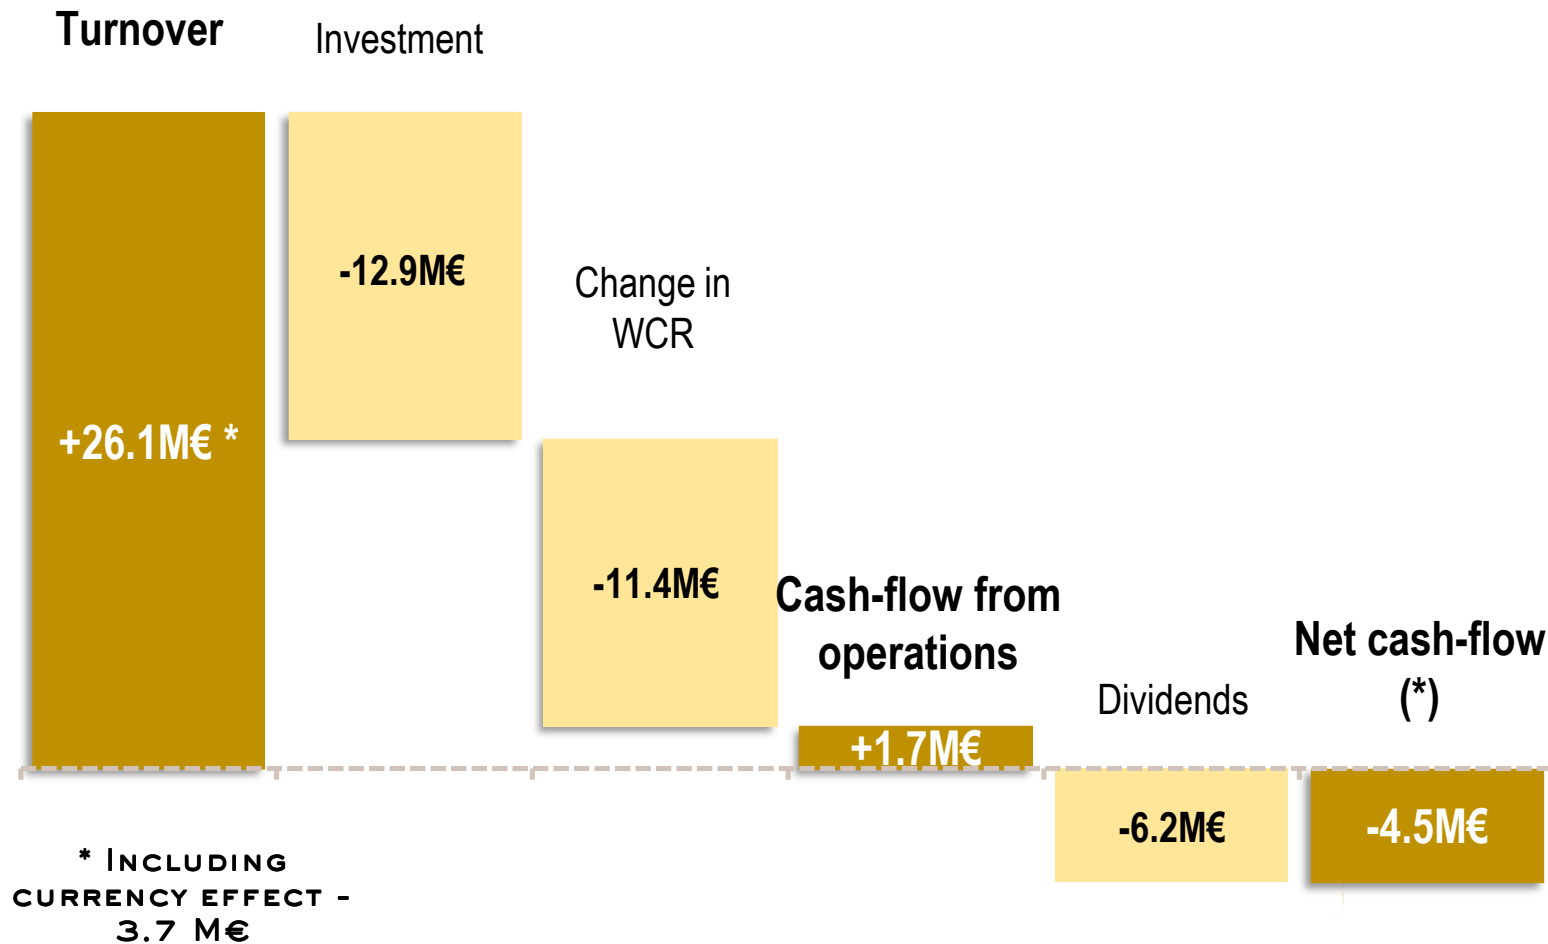 Turnover
Investment
-12.9M€
Change in
WCR
+26.1M€ *
-11.4M€
Cash-flow from
operations
Net cash-flow
(*)
Dividends
+1.7M€
-6.2M€
-4.5M€
* INCLUDING
CURRENCY EFFECT -
3.7 M€